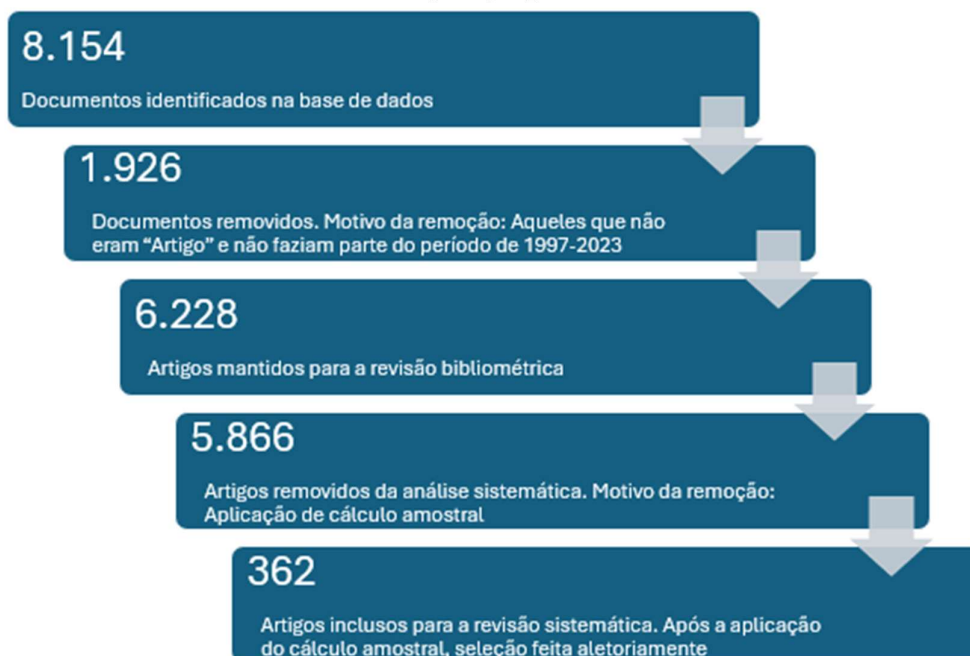 8.154
Documentos identificados na base de dados
1.926
Documentos removidos. Motivo da remoção: Aqueles que não
eram “Artigo” e não faziam parte do período de 1997-2023
6.228
Artigos mantidos para a revisão bibliométrica
5.866
Artigos removidos da análise sistemática. Motivo da remoção:
Aplicação de cálculo amostral
362
Artigos inclusos para a revisão sistemática. Após a aplicação
do cálculo amostral, seleção feita aletoriamente